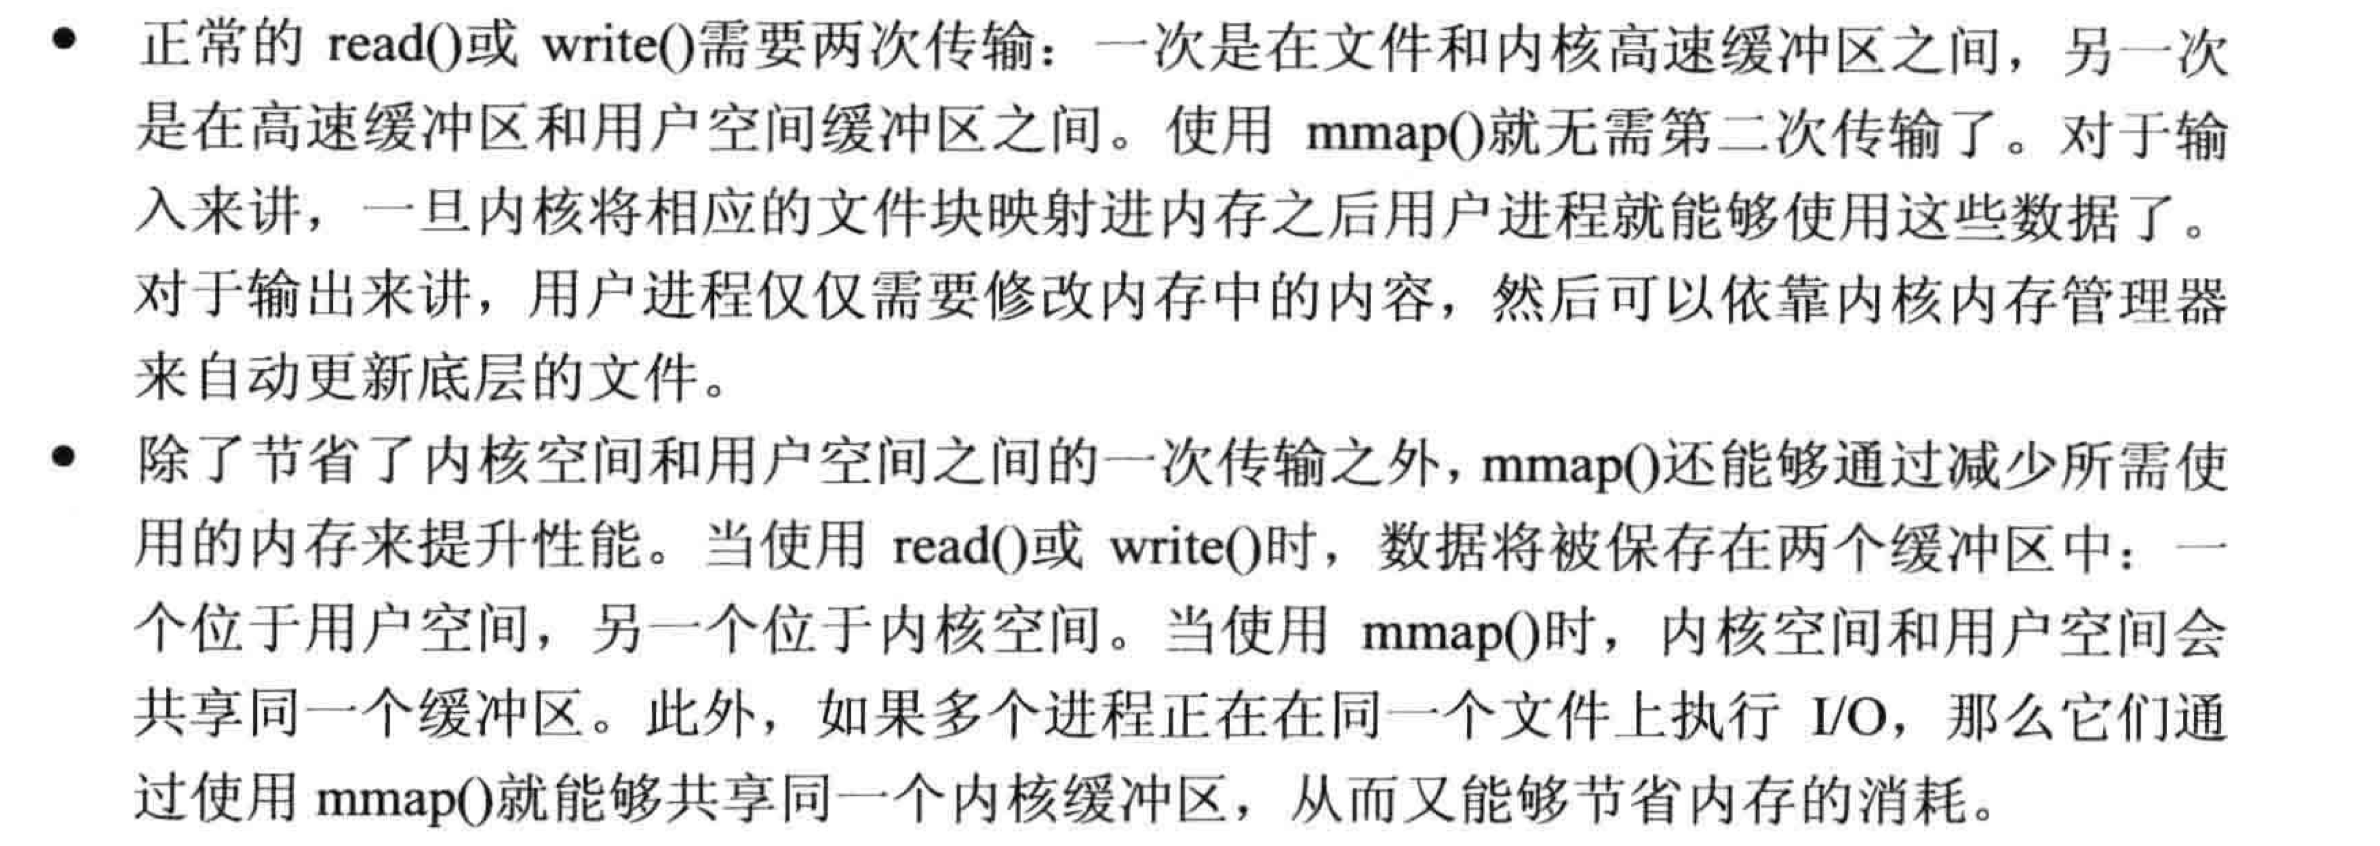 • 正常的 read()或 write()需要两次传输：一次是在文件和内核高速缓冲区之间，另一次
是在高速缓冲区和用户空间缓冲区之间。使用 mmap()就无需第二次传输了。对于输
入来讲，一旦内核将相应的文件块映射进内存之后用户进程就能够使用这些数据了。
对于输出来讲，用户进程仅仅需要修改内存中的内容，然后可以依靠内核内存管理器
来自动更新底层的文件。
• 除了节省了内核空间和用户空间之间的一次传输之外，mmap()还能够通过减少所需使
用的内存来提升性能。当使用 read()或 write()时，数据将被保存在两个缓冲区中：一
个位于用户空间，另一个位于内核空间。当使用 mmap()时，内核空间和用户空间会
共享同一个缓冲区。此外，如果多个进程正在在同一个文件上执行 I/O，那么它们通
过使用 mmap()就能够共享同一个内核缓冲区，从而又能够节省内存的消耗。